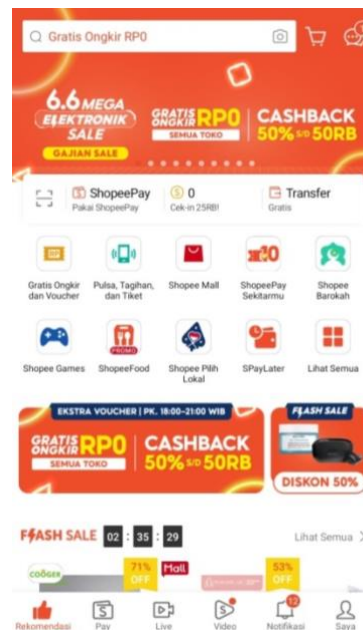 Gratis Ongkir RP0
6.6 MEGA
ELEKTRONIK
SALE
GAJIAN SALE
GRATIS ONGKIR RP0
SEMUA TOKO
CASHBACK
50% S/D 50RB
ShopeePay
Pakai ShopeePay
0
Cek-in 25RB!
Transfer
Gratis
Gratis Ongkir
dan Voucher
Pulsa, Tagihan,
dan Tiket
Shopee Mall
ShopeePay
Sekitarmu
Shopee
Barokah
PROMO
Shopee Games
ShopeeFood
Shopee Pilih
Lokal
SPayLater
Lihat Semua
EKSTRA VOUCHER | PK. 18:00-21:00 WIB
GRATIS ONGKIR RP0
SEMUA TOKO
CASHBACK
50% S/D 50RB
FLASH SALE
DISKON 50%
FLASH SALE 02 : 35 : 29
Lihat Semua
coocaa
71%
OFF
Mall
53%
OFF
Rekomendasi
Pay
Live
Video
12
Notifikasi
Saya